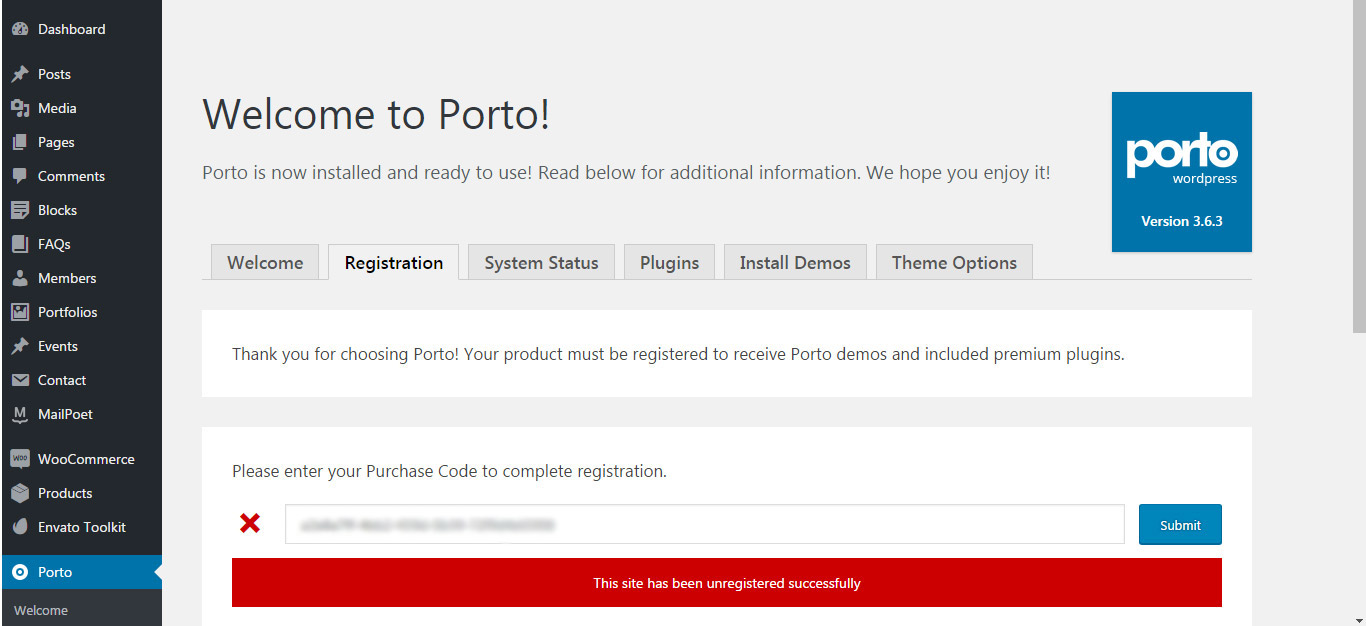 Dashboard
Posts
Media
Pages
Comments
Blocks
FAQs
Members
Portfolios
Events
Contact
M MailPoet
Woo WooCommerce
Products
Envato Toolkit
Porto
Welcome
Welcome to Porto!
Porto is now installed and ready to use! Read below for additional information. We hope you enjoy it!
porto
wordpress
Version 3.6.3
Welcome Registration System Status Plugins Install Demos Theme Options
Thank you for choosing Porto! Your product must be registered to receive Porto demos and included premium plugins.
Please enter your Purchase Code to complete registration.
Submit
This site has been unregistered successfully